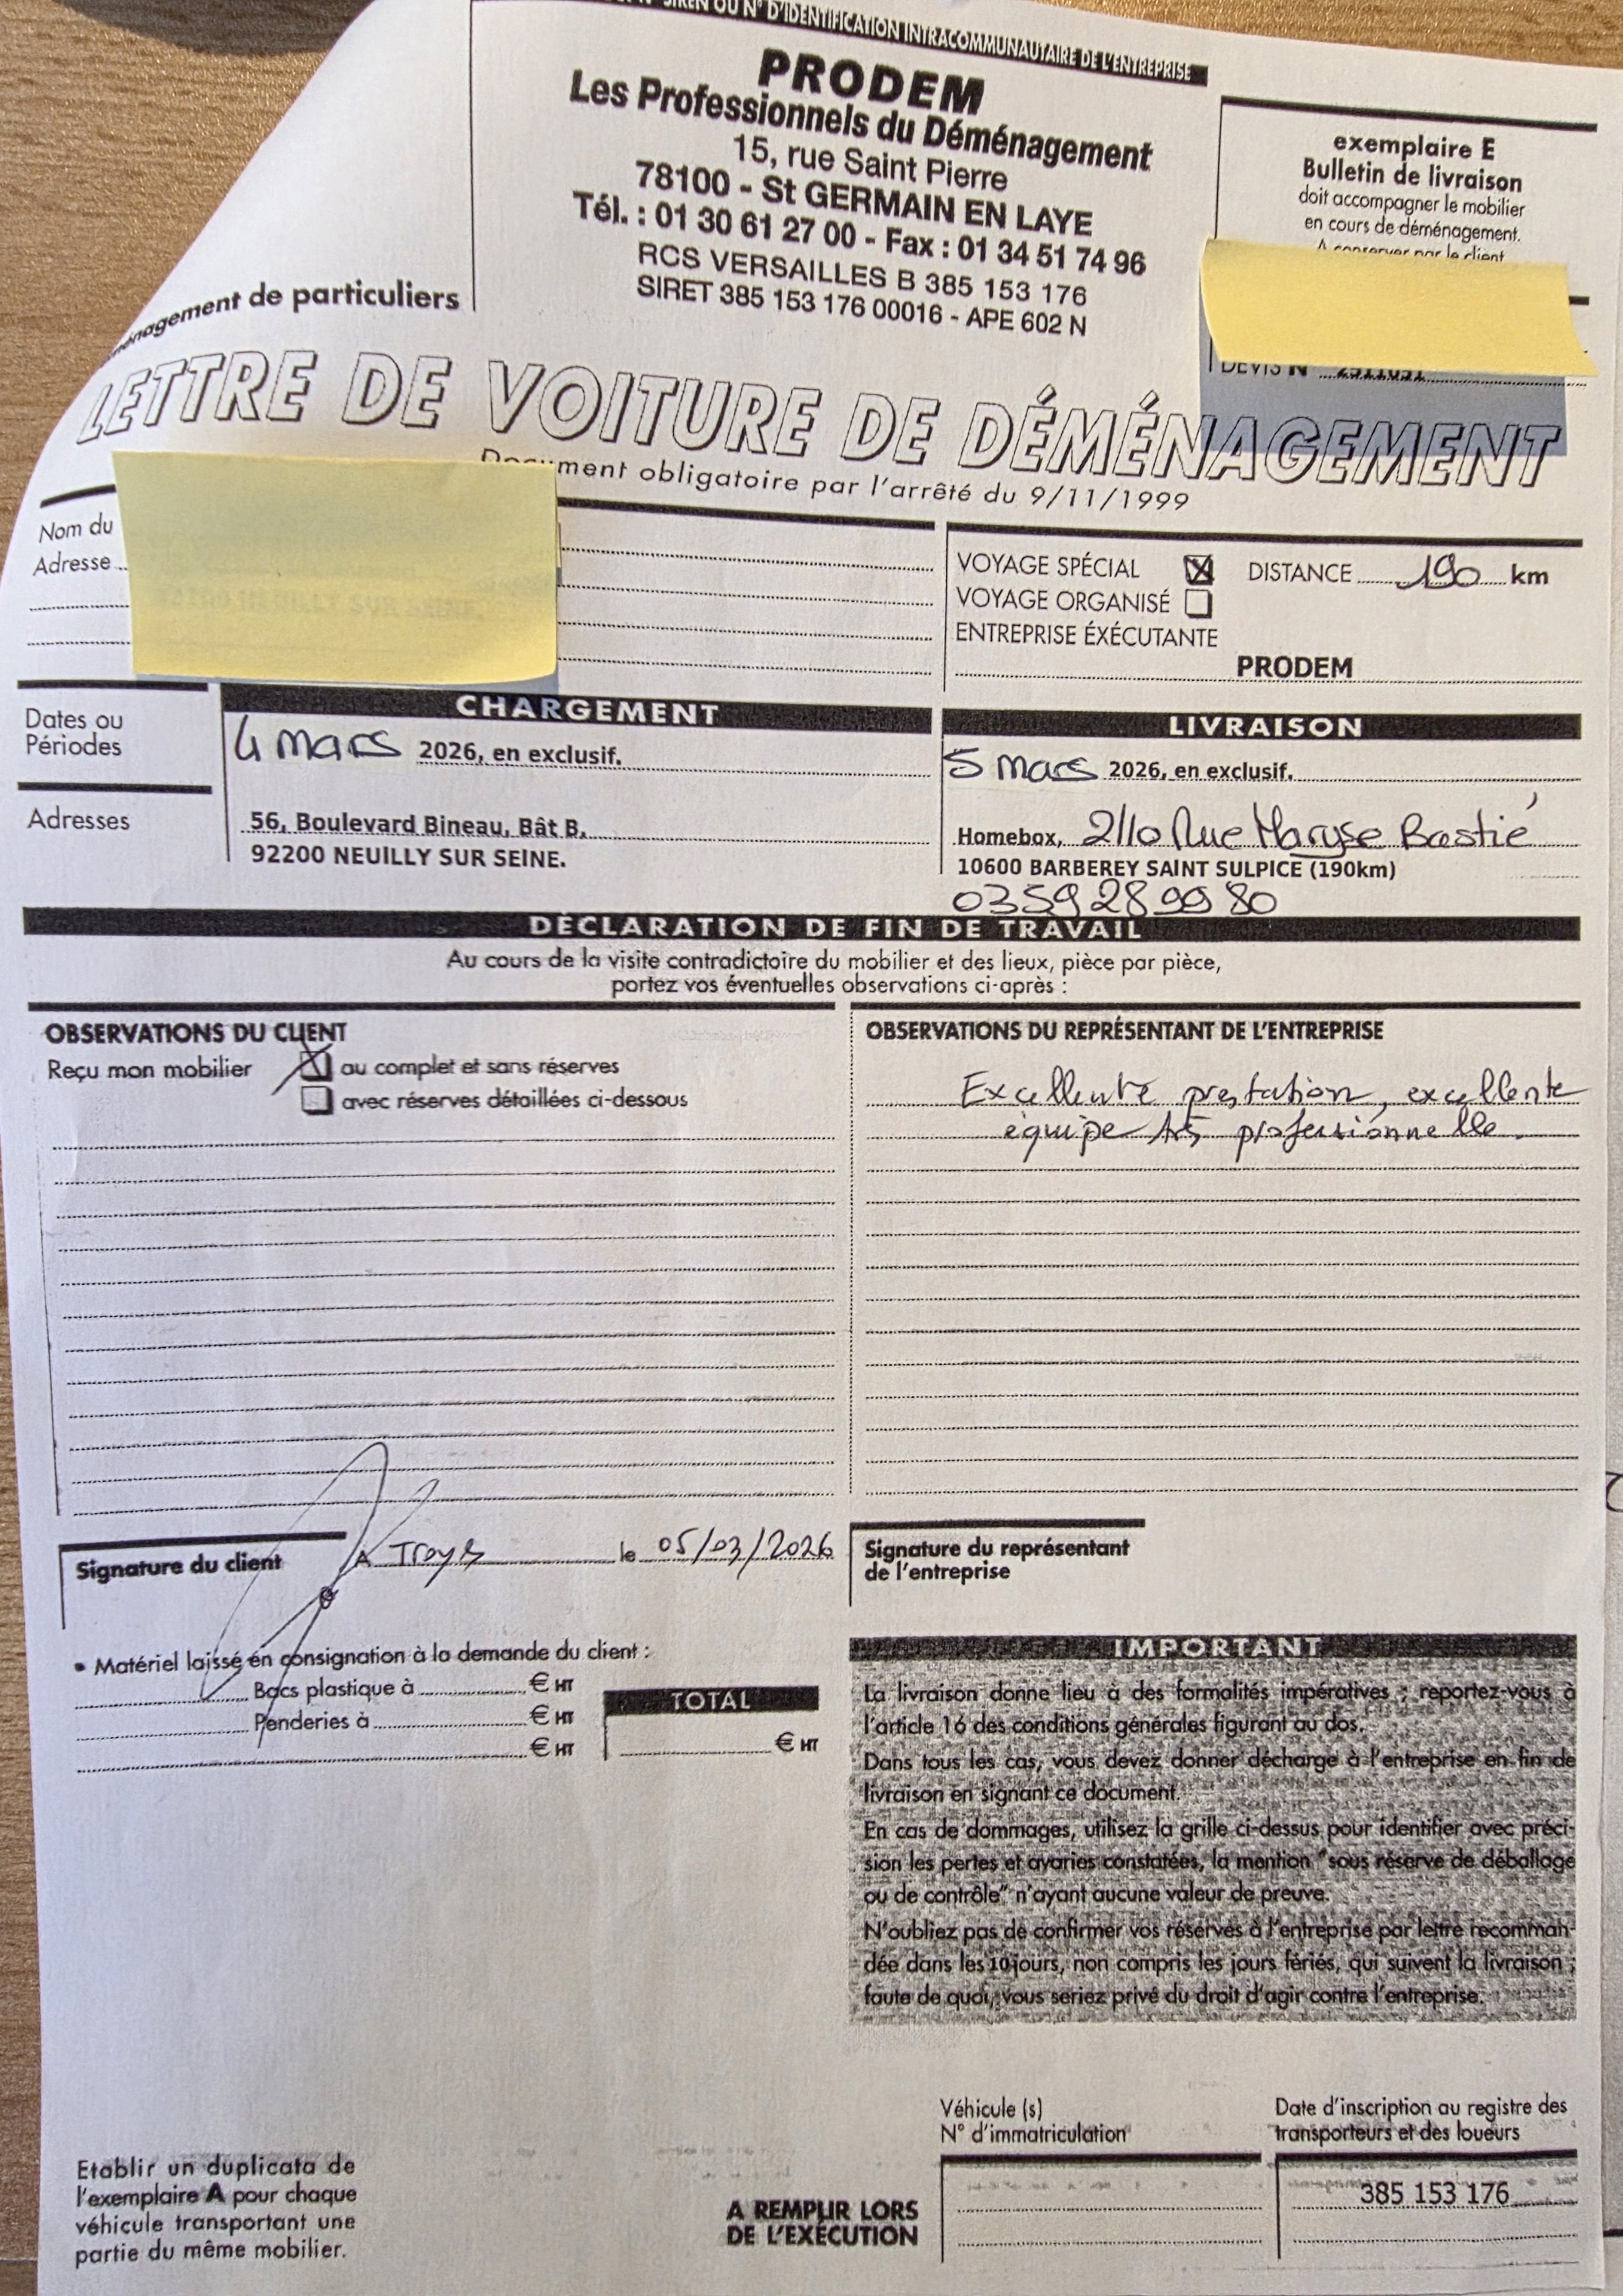 SIREN OU N° D'IDENTIFICATION INTRACOMMUNAUTAIRE DE L'ENTREPRISE
PRODEM
Les Professionnels du Déménagement
15, rue Saint Pierre
78100 - St GERMAIN EN LAYE
Tél. : 01 30 61 27 00 - Fax : 01 34 51 74 96
RCS VERSAILLES B 385 153 176
SIRET 385 153 176 00016 - APE 602 N
exemplaire E
Bulletin de livraison
doit accompagner le mobilier
en cours de déménagement.
A conserver par le client
ménagement de particuliers
DEVIS N° 2511051
LETTRE DE VOITURE DE DÉMÉNAGEMENT
Document obligatoire par l'arrêté du 9/11/1999
Nom du
Adresse
VOYAGE SPÉCIAL DISTANCE 190 km
VOYAGE ORGANISÉ
ENTREPRISE ÉXÉCUTANTE
PRODEM
CHARGEMENT
LIVRAISON
Dates ou
Périodes
4 mars 2026, en exclusif.
5 mars 2026, en exclusif.
Adresses
56, Boulevard Bineau, Bât B.
92200 NEUILLY SUR SEINE.
Homebox, 2/10 Rue Maryse Bastié
10600 BARBEREY SAINT SULPICE (190km)
03 59 28 99 80
DÉCLARATION DE FIN DE TRAVAIL
Au cours de la visite contradictoire du mobilier et des lieux, pièce par pièce,
portez vos éventuelles observations ci-après :
OBSERVATIONS DU CLIENT
Reçu mon mobilier au complet et sans réserves
avec réserves détaillées ci-dessous
OBSERVATIONS DU REPRÉSENTANT DE L'ENTREPRISE
Excellente prestation, excellente
équipe très professionnelle.
Signature du client
A Troyes le 05/03/2026
Signature du représentant
de l'entreprise
• Matériel laissé en consignation à la demande du client :
Bacs plastique à € HT
Penderies à € HT
€ HT
TOTAL
€ HT
IMPORTANT
La livraison donne lieu à des formalités impératives ; reportez-vous à
l'article 16 des conditions générales figurant au dos.
Dans tous les cas, vous devez donner décharge à l'entreprise en fin de
livraison en signant ce document.
En cas de dommages, utilisez la grille ci-dessus pour identifier avec préci-
sion les pertes et avaries constatées, la mention "sous réserve de déballage
ou de contrôle" n'ayant aucune valeur de preuve.
N'oubliez pas de confirmer vos réserves à l'entreprise par lettre recomman-
dée dans les 10 jours, non compris les jours fériés, qui suivent la livraison ;
faute de quoi, vous seriez privé du droit d'agir contre l'entreprise.
Etablir un duplicata de
l'exemplaire A pour chaque
véhicule transportant une
partie du même mobilier.
A REMPLIR LORS
DE L'EXÉCUTION
Véhicule (s)
N° d'immatriculation
Date d'inscription au registre des
transporteurs et des loueurs
385 153 176